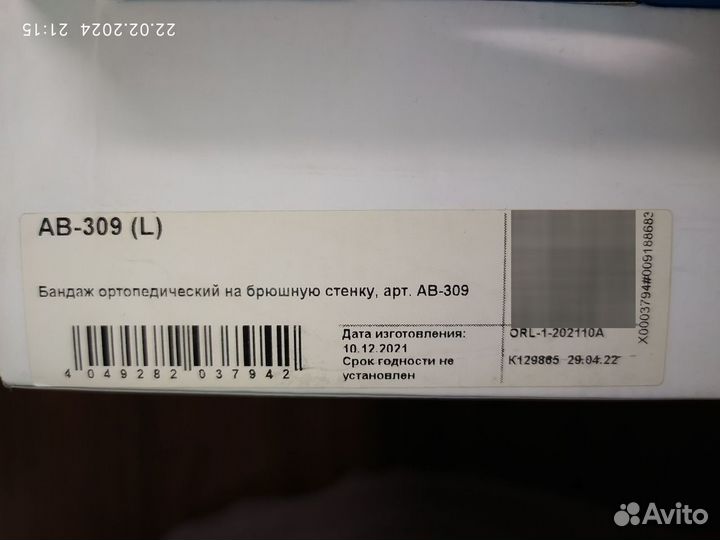 22.02.2024 21:15
AB-309 (L)
Бандаж ортопедический на брюшную стенку, арт. AB-309
4 049282 037942
Дата изготовления:
10.12.2021
Срок годности не
установлен
ORL-1-202110A
K129865 29.04.22
X0003794#009188683
Avito